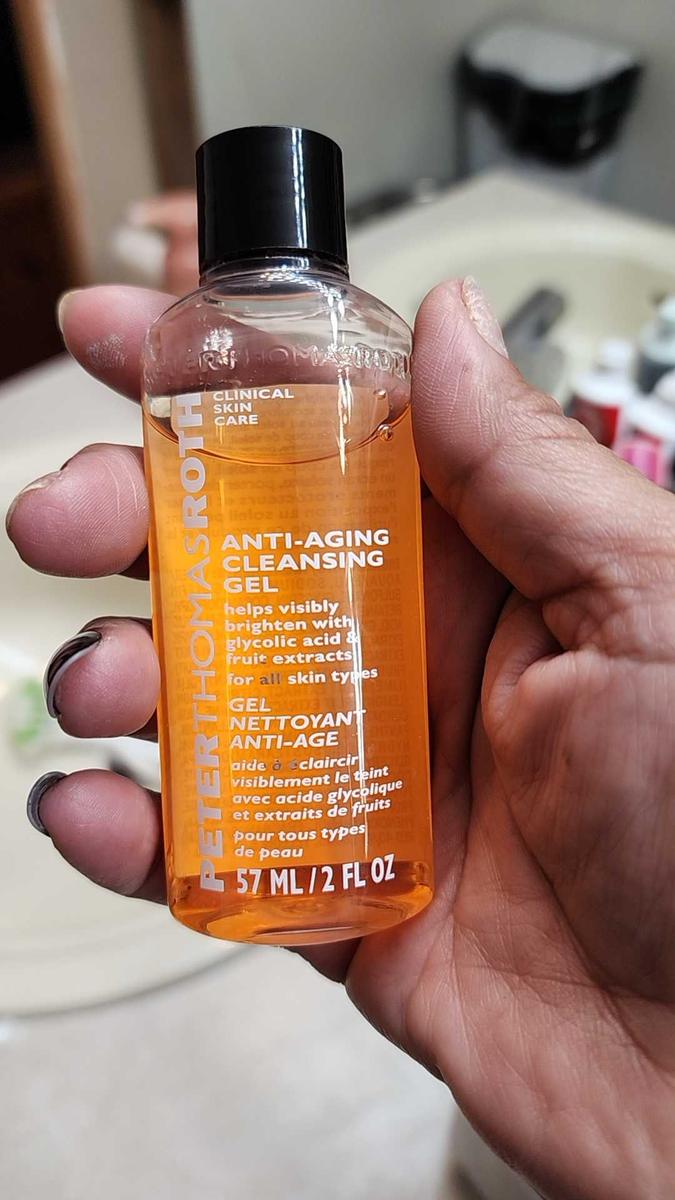 PETERTHOMASROTH
PETERTHOMASROTH
CLINICAL
SKIN
CARE
ANTI-AGING
CLEANSING
GEL
helps visibly
brighten with
glycolic acid &
fruit extracts
for all skin types
GEL
NETTOYANT
ANTI-AGE
aide à éclaircir
visiblement le teint
avec acide glycolique
et extraits de fruits
pour tous types
de peau
57 ML / 2 FL OZ